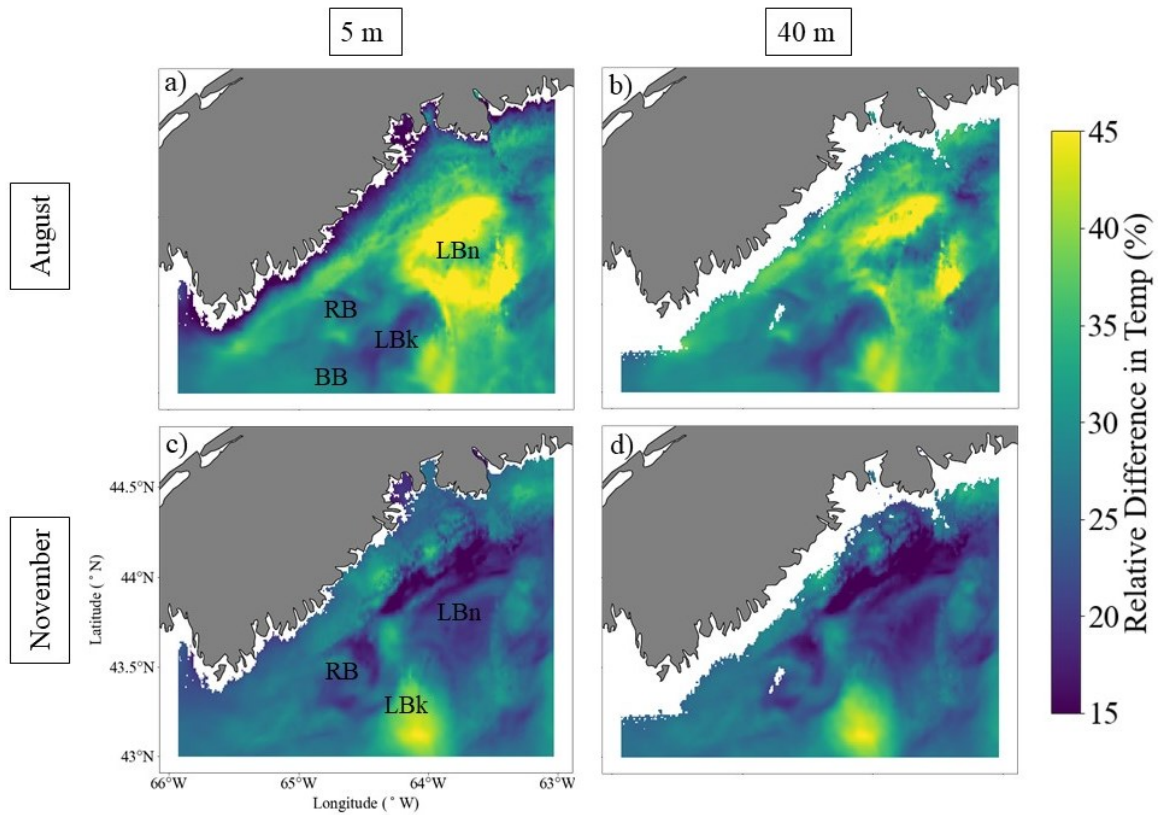 5 m
40 m
August
a)
LBn
RB
LBk
BB
b)
45
40
35
30
25
20
15
Relative Difference in Temp (%)
November
c)
LBn
RB
LBk
44.5°N
44°N
43.5°N
43°N
Latitude (° N)
66°W
65°W
64°W
63°W
Longitude (° W)
d)